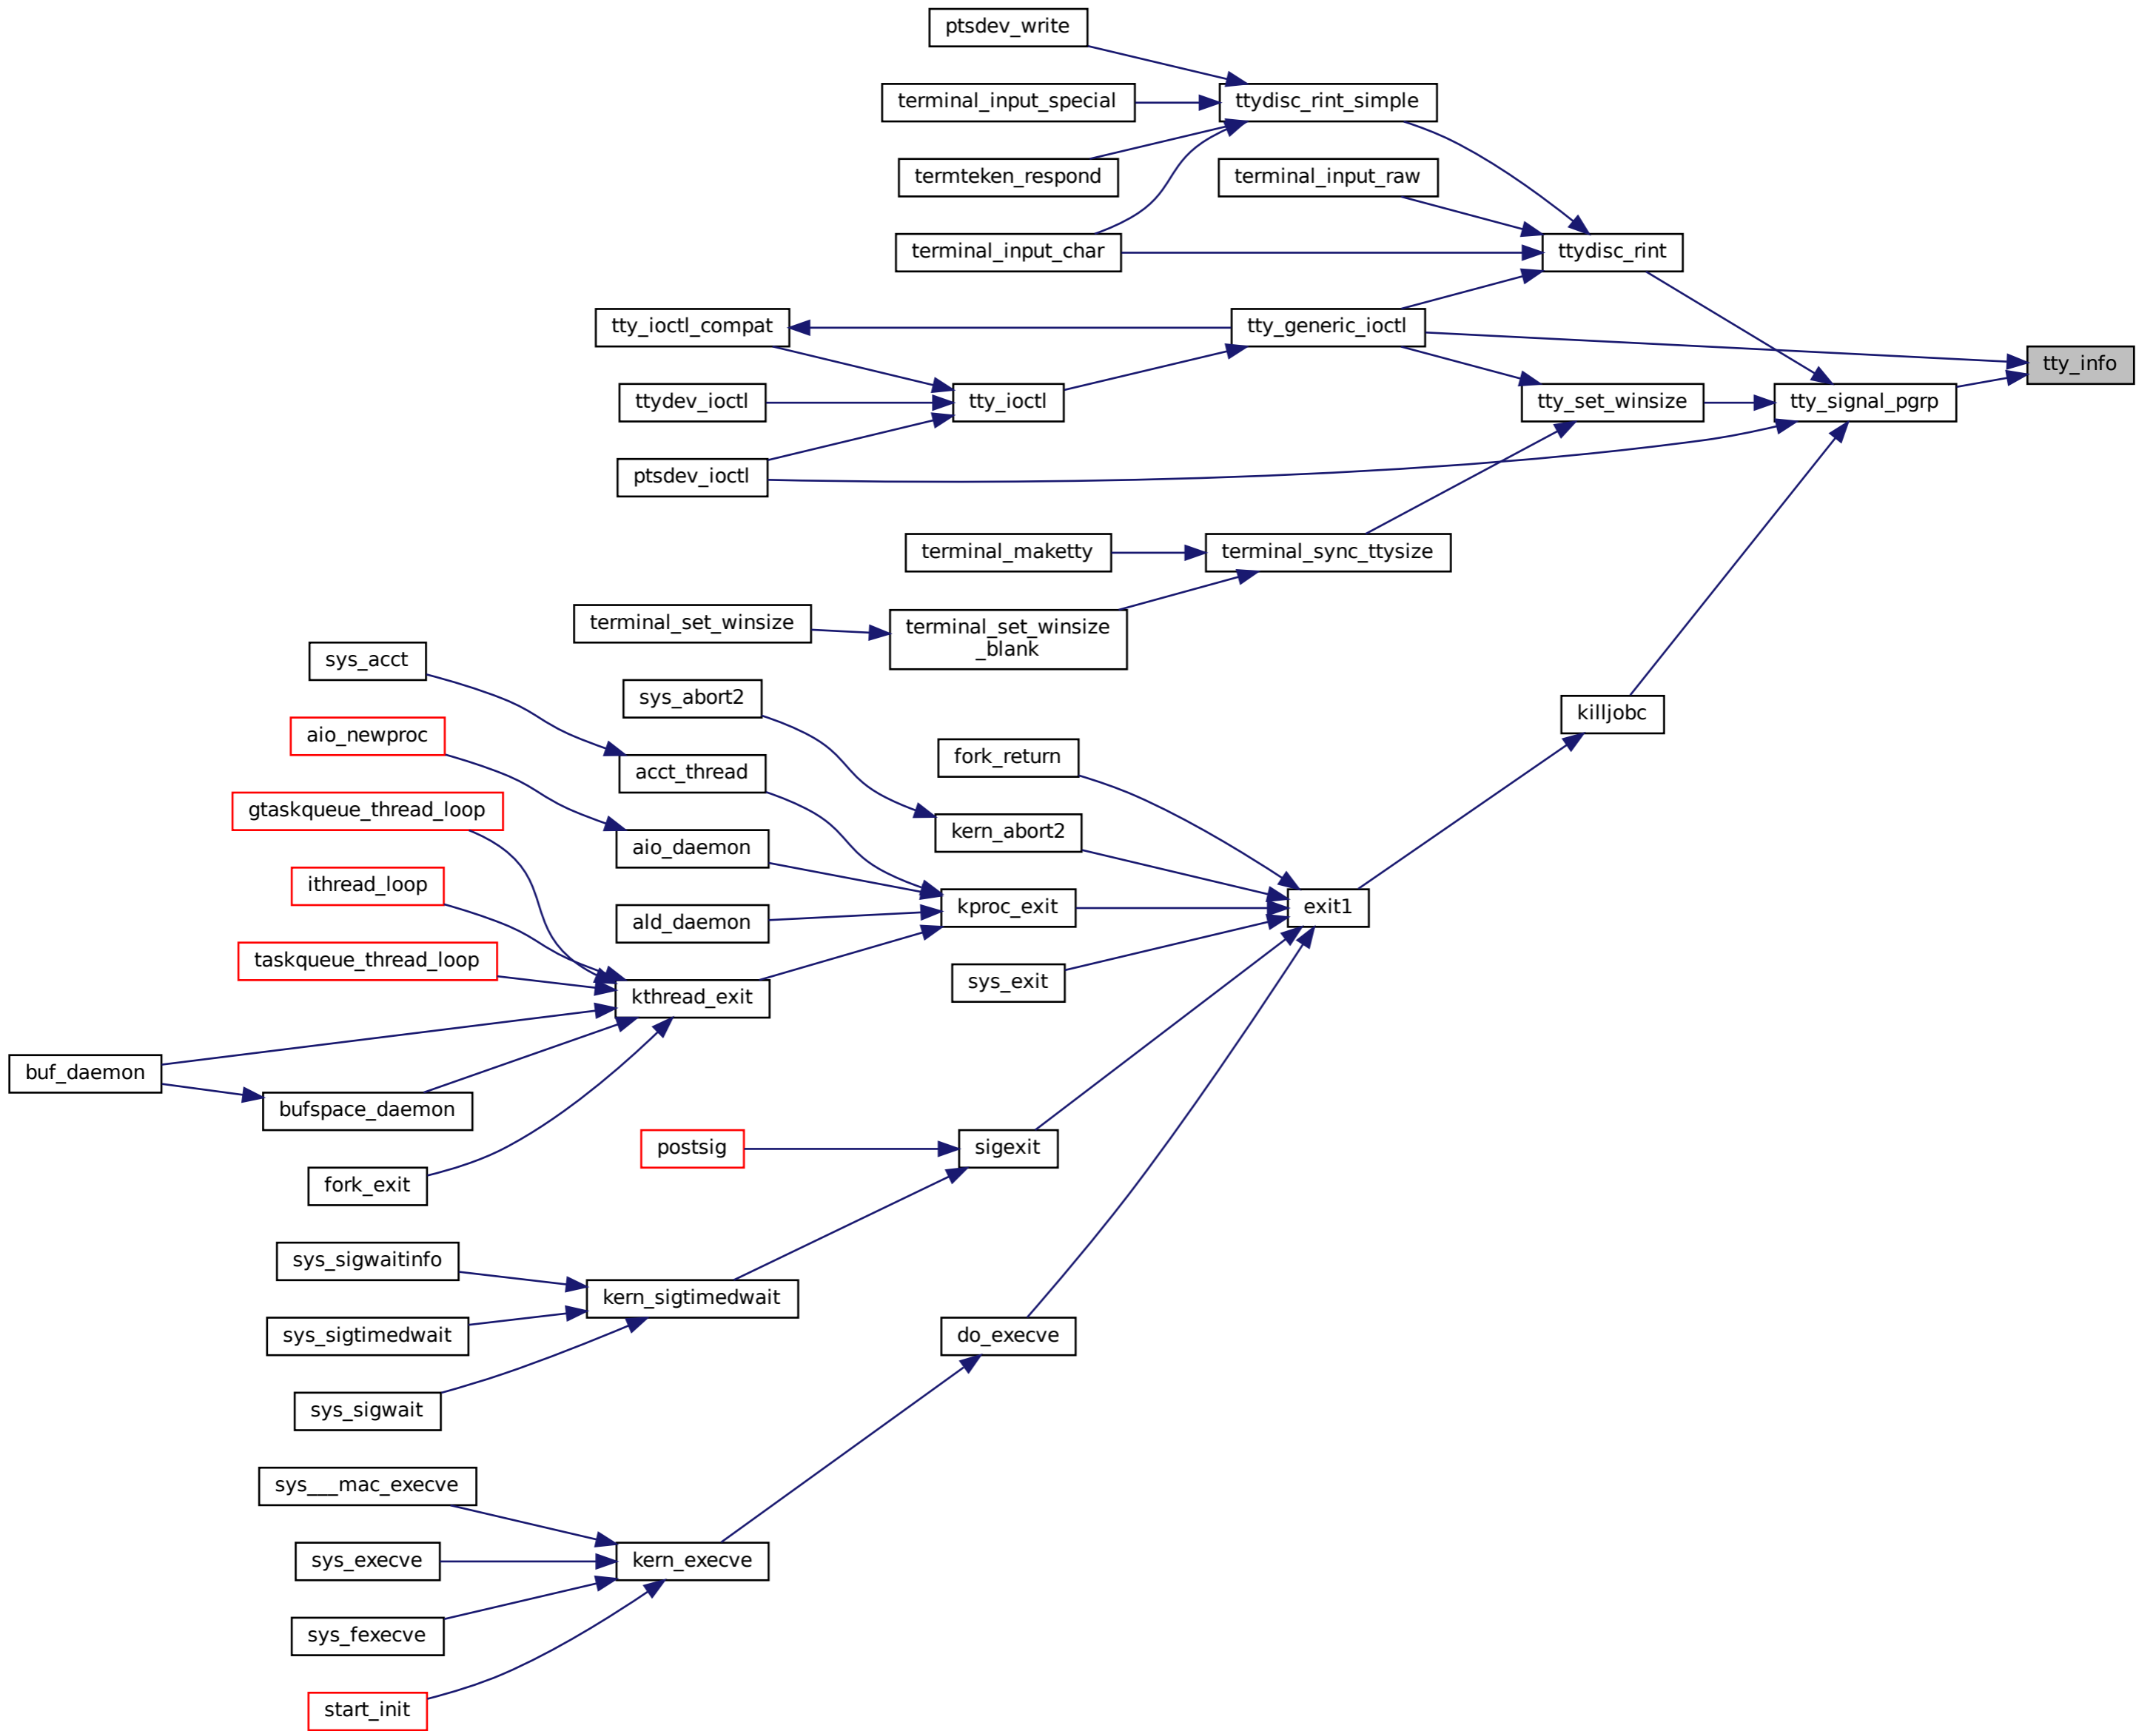 ptsdev_write
terminal_input_special
ttydisc_rint_simple
termteken_respond
terminal_input_raw
terminal_input_char
ttydisc_rint
tty_ioctl_compat
tty_generic_ioctl
tty_info
ttydev_ioctl
tty_ioctl
tty_set_winsize
tty_signal_pgrp
ptsdev_ioctl
terminal_maketty
terminal_sync_ttysize
terminal_set_winsize
terminal_set_winsize
_blank
sys_acct
sys_abort2
killjobc
aio_newproc
acct_thread
fork_return
gtaskqueue_thread_loop
aio_daemon
kern_abort2
ithread_loop
ald_daemon
kproc_exit
exit1
taskqueue_thread_loop
kthread_exit
sys_exit
buf_daemon
bufspace_daemon
postsig
sigexit
fork_exit
sys_sigwaitinfo
kern_sigtimedwait
sys_sigtimedwait
do_execve
sys_sigwait
sys___mac_execve
sys_execve
kern_execve
sys_fexecve
start_init